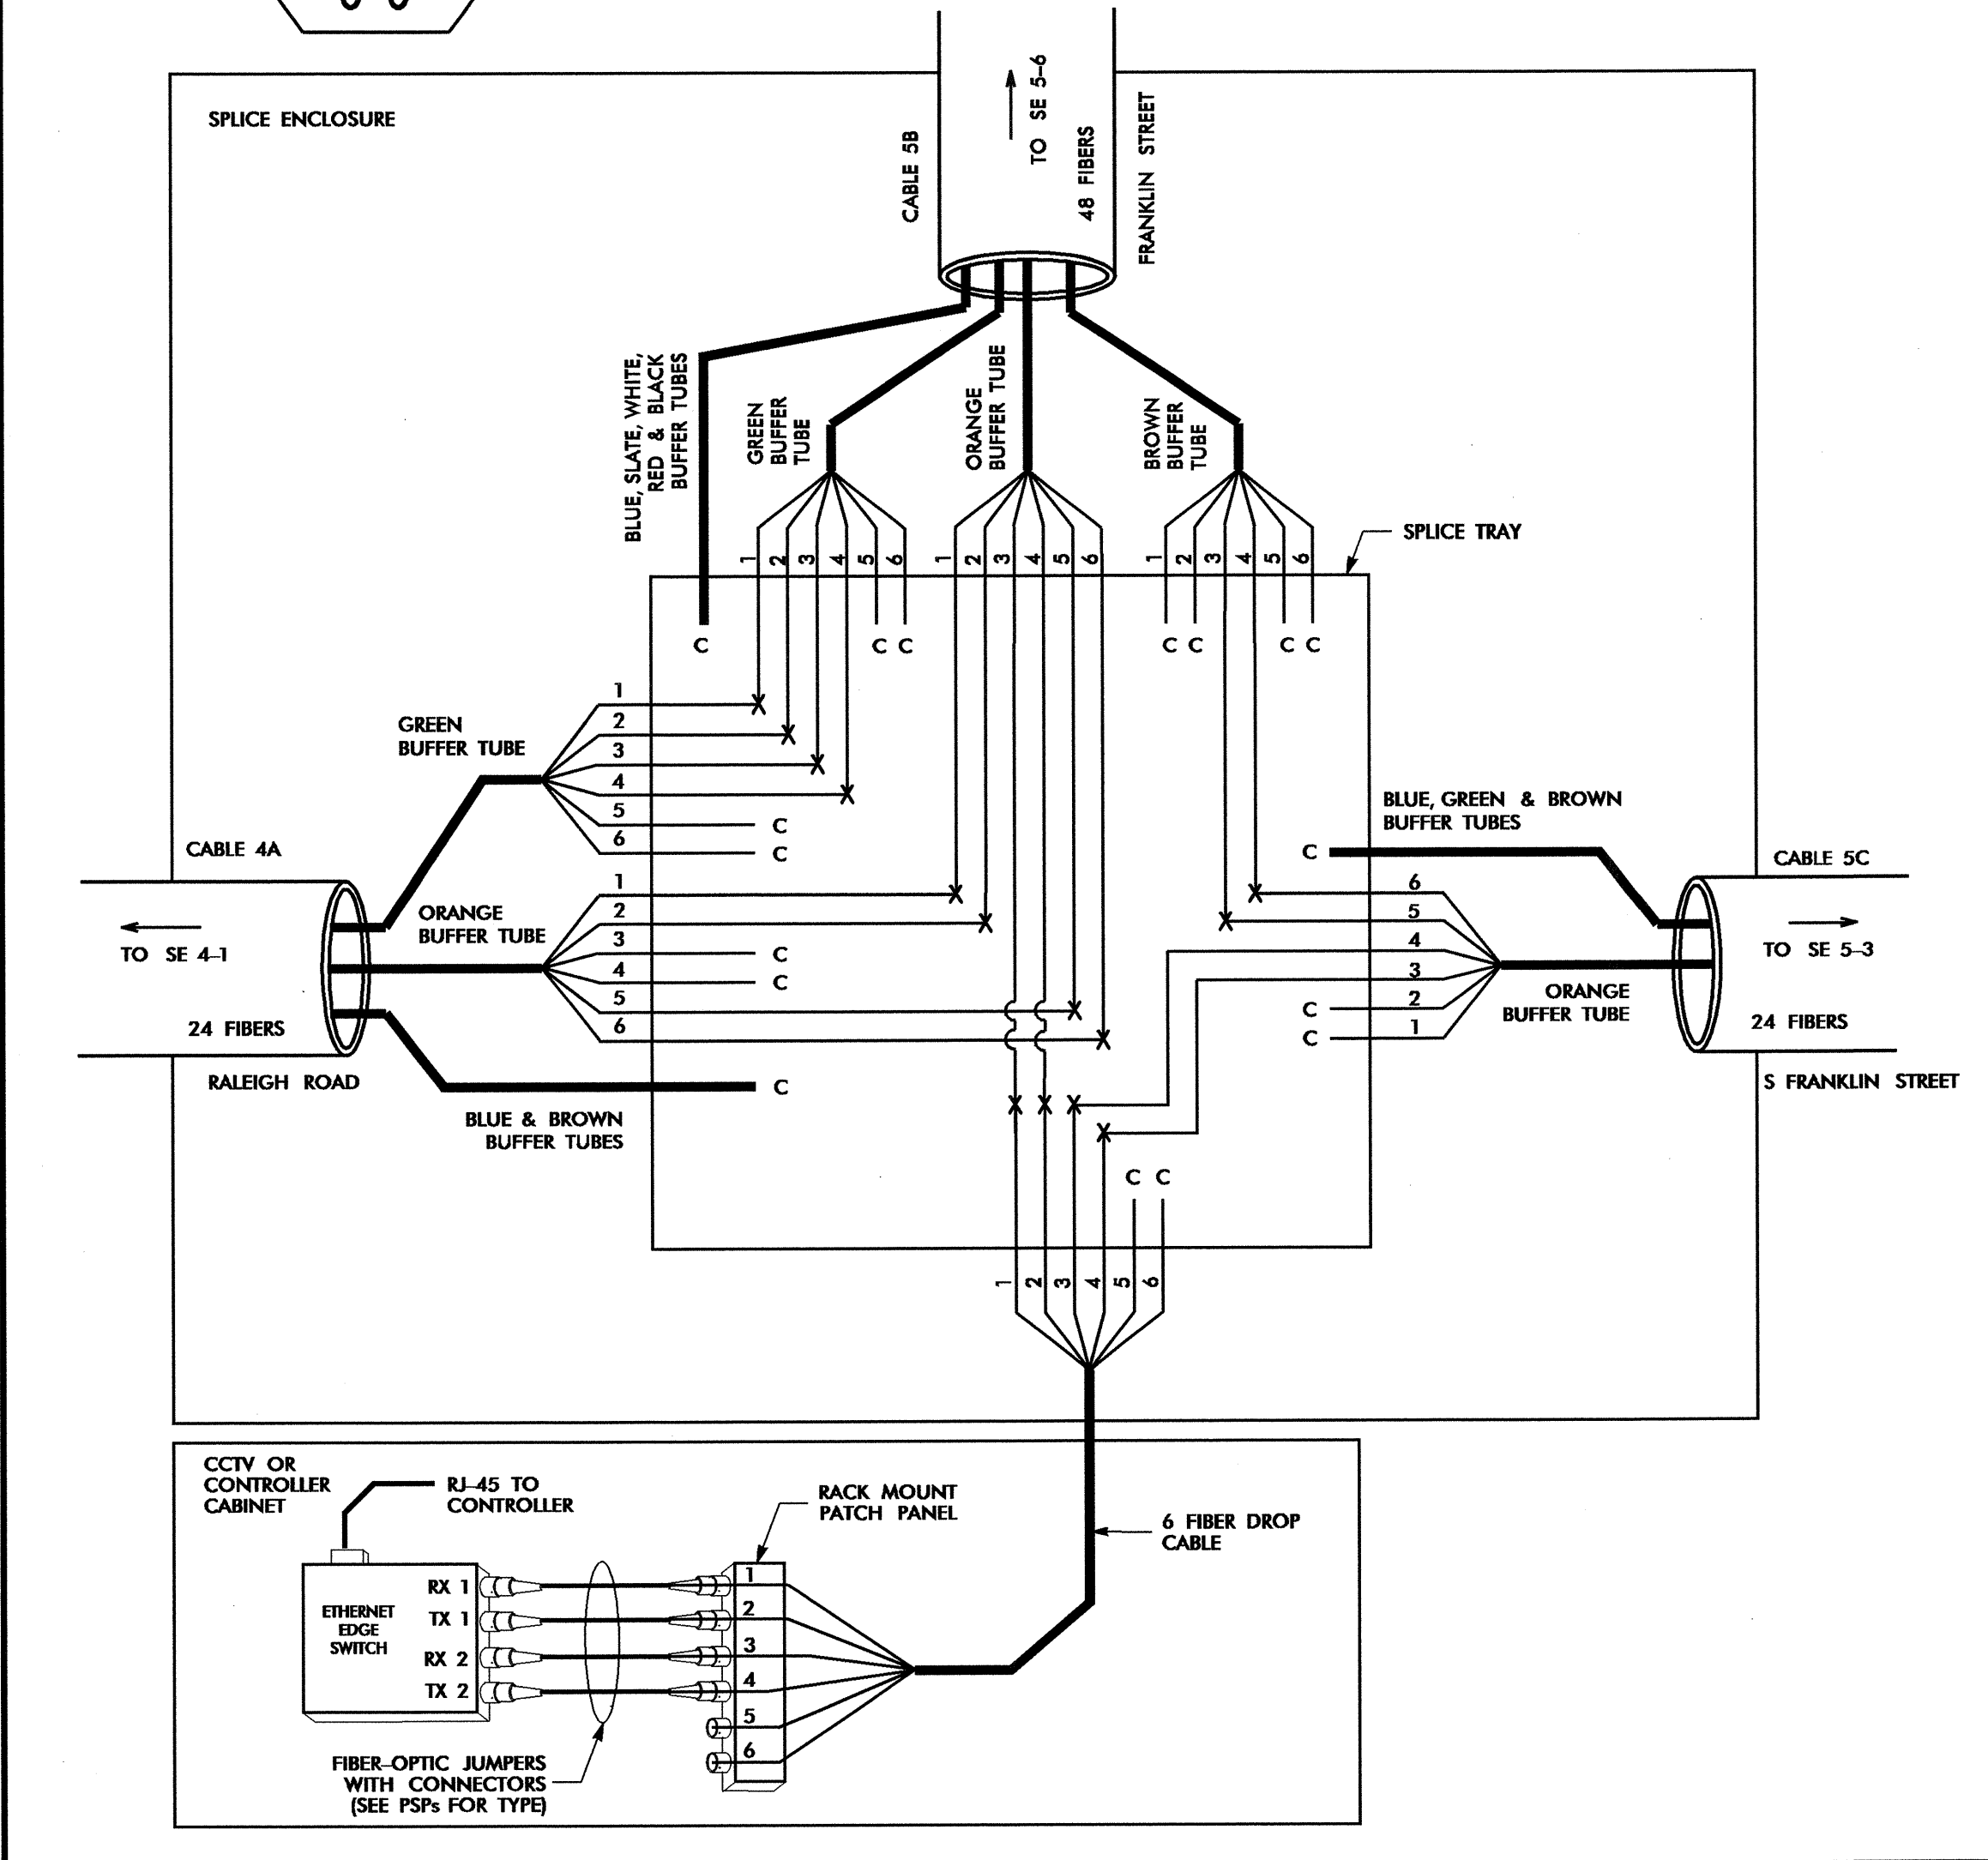 SPLICE ENCLOSURE
CABLE 5B
TO SE 5-6
48 FIBERS
FRANKLIN STREET
BLUE, SLATE, WHITE,
RED & BLACK
BUFFER TUBES
GREEN
BUFFER
TUBE
ORANGE
BUFFER TUBE
BROWN
BUFFER
TUBE
SPLICE TRAY
1
2
3
4
5
6
1
2
3
4
5
6
1
2
3
4
5
6
C
C C
C C
C C
GREEN
BUFFER TUBE
1
2
3
4
5
6
C
C
CABLE 4A
TO SE 4-1
24 FIBERS
RALEIGH ROAD
ORANGE
BUFFER TUBE
1
2
3
4
5
6
C
C
C
BLUE & BROWN
BUFFER TUBES
BLUE, GREEN & BROWN
BUFFER TUBES
C
CABLE 5C
TO SE 5-3
24 FIBERS
S FRANKLIN STREET
6
5
4
3
2
1
C
C
ORANGE
BUFFER TUBE
C C
1
2
3
4
5
6
CCTV OR
CONTROLLER
CABINET
RJ-45 TO
CONTROLLER
RACK MOUNT
PATCH PANEL
6 FIBER DROP
CABLE
ETHERNET
EDGE
SWITCH
RX 1
TX 1
RX 2
TX 2
1
2
3
4
5
6
FIBER-OPTIC JUMPERS
WITH CONNECTORS
(SEE PSPs FOR TYPE)